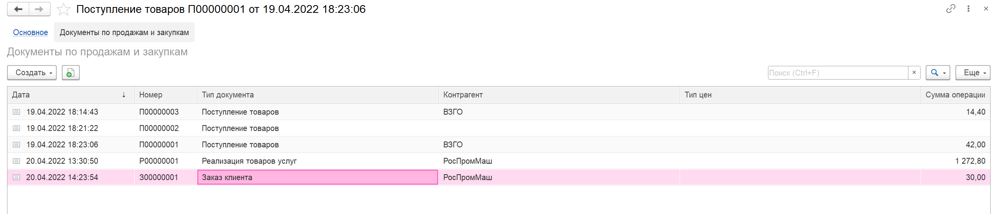 Поступление товаров П00000001 от 19.04.2022 18:23:06
Основное Документы по продажам и закупкам
Документы по продажам и закупкам
Создать Поиск (Ctrl+F) × Еще
Дата ↓ Номер Тип документа Контрагент Тип цен Сумма операции
19.04.2022 18:14:43 П00000003 Поступление товаров ВЗГО 14,40
19.04.2022 18:21:22 П00000002 Поступление товаров
19.04.2022 18:23:06 П00000001 Поступление товаров ВЗГО 42,00
20.04.2022 13:30:50 Р00000001 Реализация товаров услуг РосПромМаш 1 272,80
20.04.2022 14:23:54 З00000001 Заказ клиента РосПромМаш 30,00